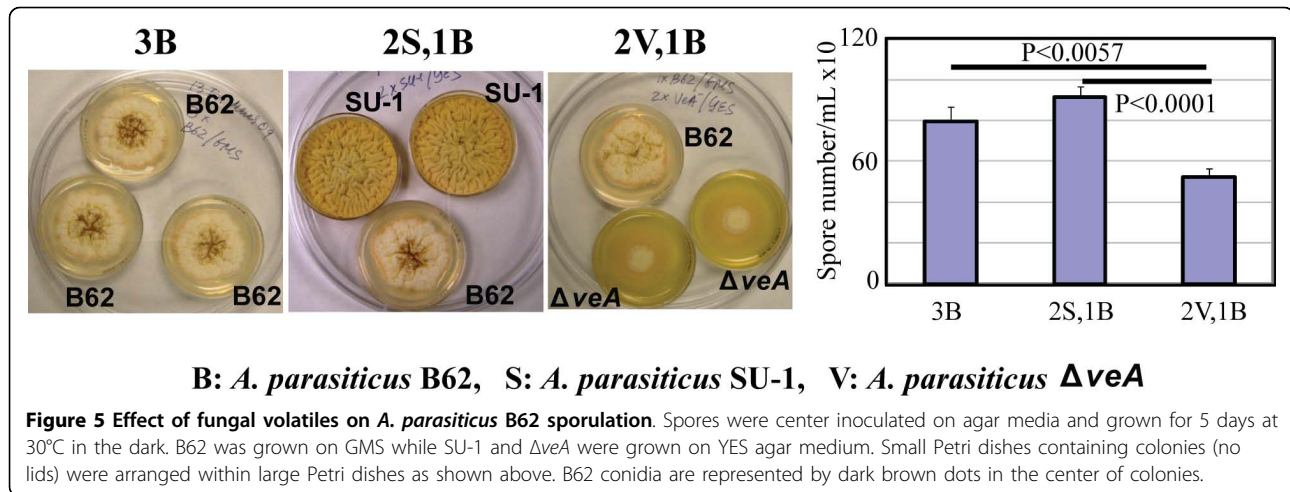 3B
2S,1B
2V,1B
B62
B62
B62
SU-1
SU-1
B62
B62
ΔveA
ΔveA
120
60
0
Spore number/mL x10
P<0.0057
P<0.0001
3B
2S,1B
2V,1B
B: A. parasiticus B62, S: A. parasiticus SU-1, V: A. parasiticus ΔveA
Figure 5 Effect of fungal volatiles on A. parasiticus B62 sporulation. Spores were center inoculated on agar media and grown for 5 days at
30°C in the dark. B62 was grown on GMS while SU-1 and ΔveA were grown on YES agar medium. Small Petri dishes containing colonies (no
lids) were arranged within large Petri dishes as shown above. B62 conidia are represented by dark brown dots in the center of colonies.